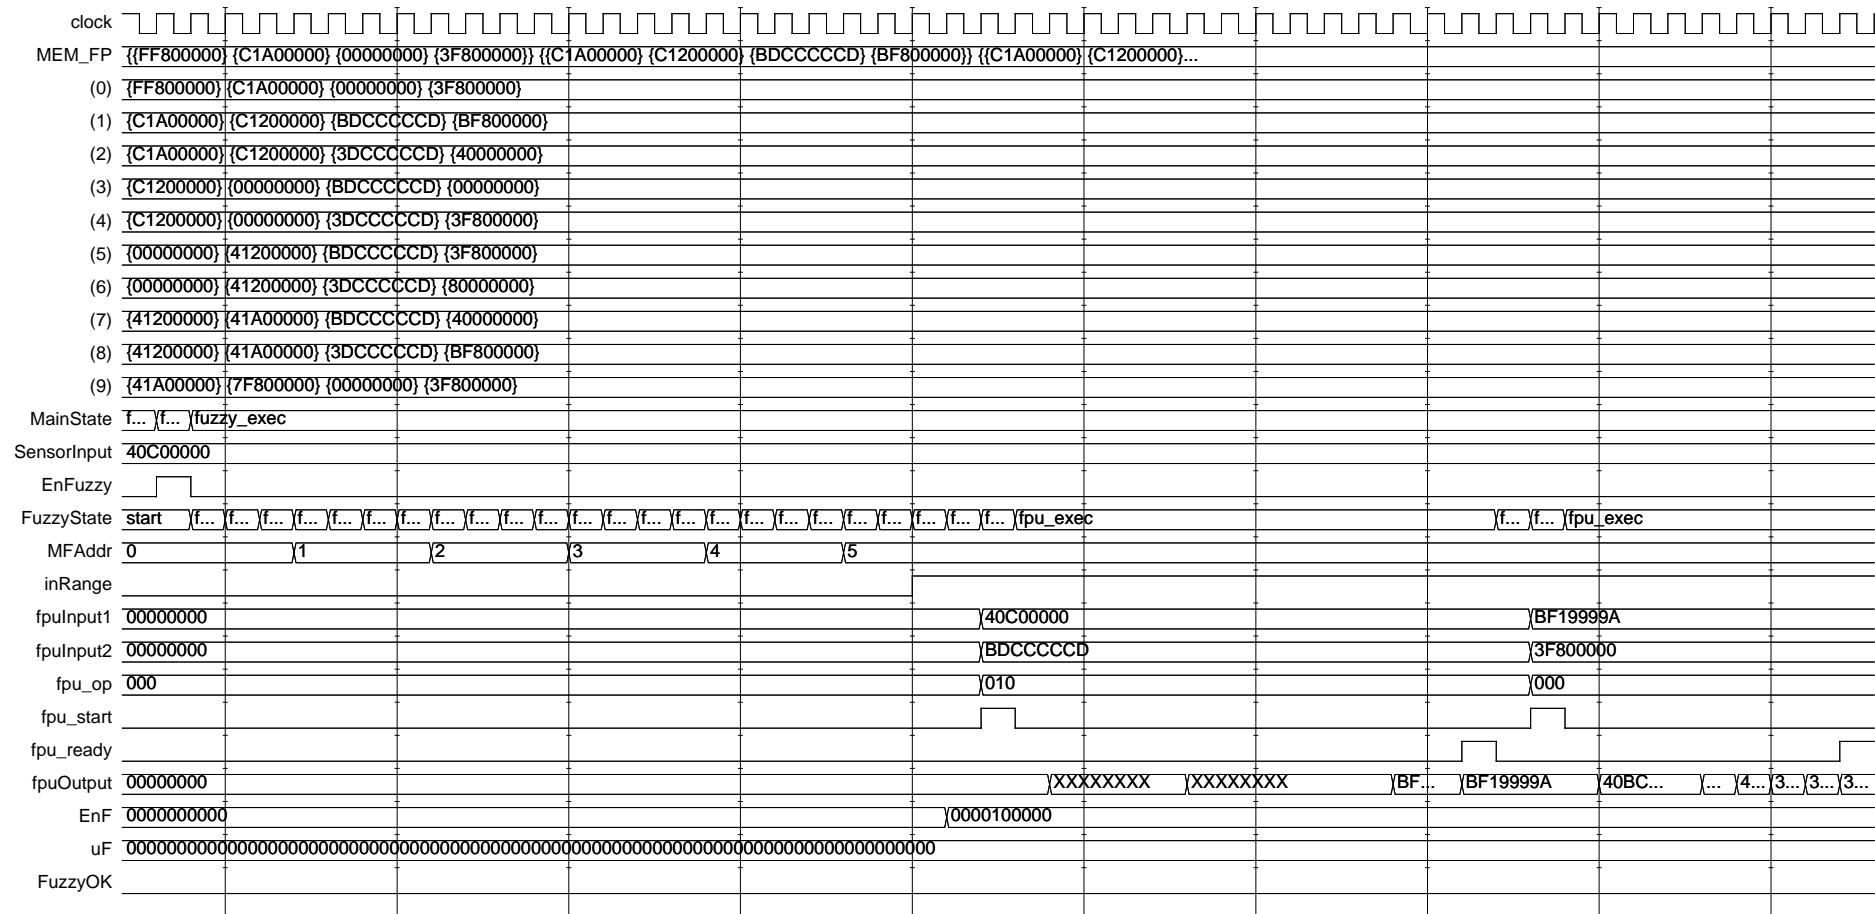 clock
MEM_FP {{FF800000} {C1A00000} {00000000} {3F800000}} {{C1A00000} {C1200000} {BDCCCCCD} {BF800000}} {{C1A00000} {C1200000}...
(0) {FF800000} {C1A00000} {00000000} {3F800000}
(1) {C1A00000} {C1200000} {BDCCCCCD} {BF800000}
(2) {C1A00000} {C1200000} {3DCCCCCD} {40000000}
(3) {C1200000} {00000000} {BDCCCCCD} {00000000}
(4) {C1200000} {00000000} {3DCCCCCD} {3F800000}
(5) {00000000} {41200000} {BDCCCCCD} {3F800000}
(6) {00000000} {41200000} {3DCCCCCD} {80000000}
(7) {41200000} {41A00000} {BDCCCCCD} {40000000}
(8) {41200000} {41A00000} {3DCCCCCD} {BF800000}
(9) {41A00000} {7F800000} {00000000} {3F800000}
MainState f... f... fuzzy_exec
SensorInput 40C00000
EnFuzzy
FuzzyState start f... f... f... f... f... f... f... f... f... f... f... f... f... f... f... f... f... f... f... f... f... f... f... f... fpu_exec f... f... fpu_exec
MFAddr 0 1 2 3 4 5
inRange
fpuInput1 00000000 40C00000 BF19999A
fpuInput2 00000000 BDCCCCCD 3F800000
fpu_op 000 010 000
fpu_start
fpu_ready
fpuOutput 00000000 XXXXXXXX XXXXXXXX BF... BF19999A 40BC... ... 4... 3... 3... 3...
EnF 0000000000 0000100000
uF 00000000000000000000000000000000000000000000000000000000000000000000000000000000
FuzzyOK